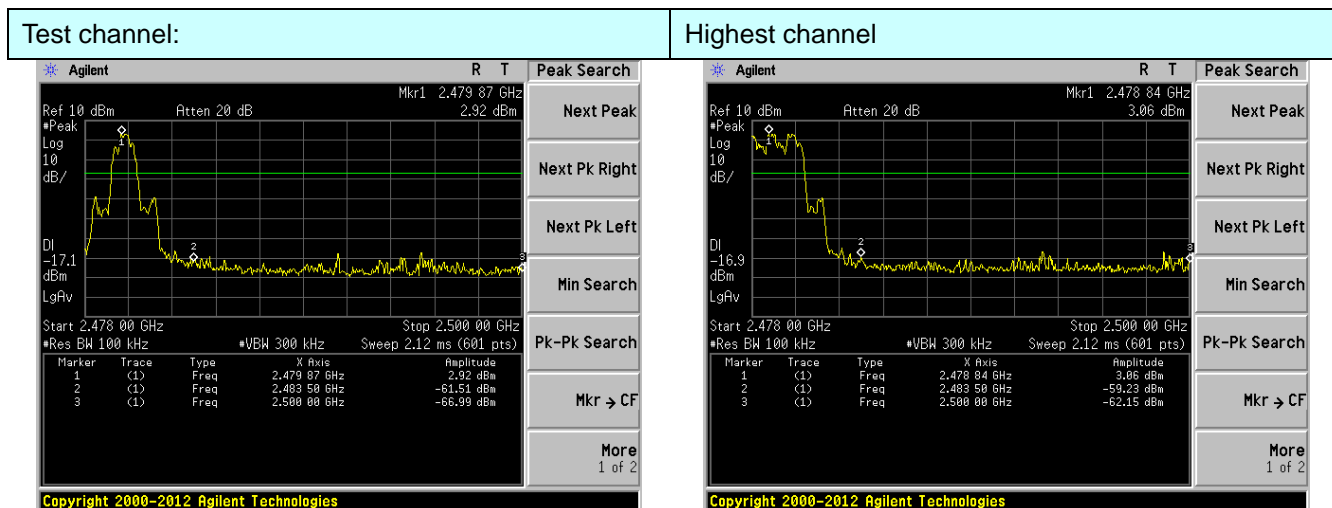 Test channel:
Highest channel
Agilent R T Peak Search
Mkr1 2.479 87 GHz
Ref 10 dBm Atten 20 dB 2.92 dBm
#Peak
Log
10
dB/
1
2
3
DI
-17.1
dBm
LgAv
Start 2.478 00 GHz Stop 2.500 00 GHz
#Res BW 100 kHz #VBW 300 kHz Sweep 2.12 ms (601 pts)
Marker Trace Type X Axis Amplitude
1 (1) Freq 2.479 87 GHz 2.92 dBm
2 (1) Freq 2.483 50 GHz -61.51 dBm
3 (1) Freq 2.500 00 GHz -66.99 dBm
Next Peak
Next Pk Right
Next Pk Left
Min Search
Pk-Pk Search
Mkr → CF
More
1 of 2
Copyright 2000-2012 Agilent Technologies
Agilent R T Peak Search
Mkr1 2.478 84 GHz
Ref 10 dBm Atten 20 dB 3.06 dBm
#Peak
Log
10
dB/
1
2
3
DI
-16.9
dBm
LgAv
Start 2.478 00 GHz Stop 2.500 00 GHz
#Res BW 100 kHz #VBW 300 kHz Sweep 2.12 ms (601 pts)
Marker Trace Type X Axis Amplitude
1 (1) Freq 2.478 84 GHz 3.06 dBm
2 (1) Freq 2.483 50 GHz -59.23 dBm
3 (1) Freq 2.500 00 GHz -62.15 dBm
Next Peak
Next Pk Right
Next Pk Left
Min Search
Pk-Pk Search
Mkr → CF
More
1 of 2
Copyright 2000-2012 Agilent Technologies